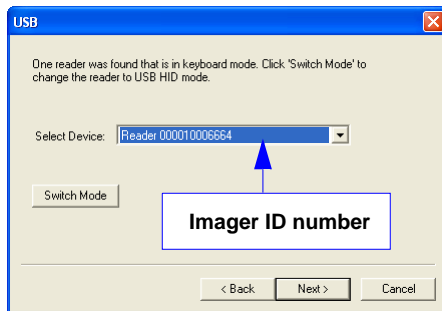 USB
One reader was found that is in keyboard mode. Click 'Switch Mode' to
change the reader to USB HID mode.
Select Device: Reader 000010006664
Switch Mode
Imager ID number
< Back Next > Cancel